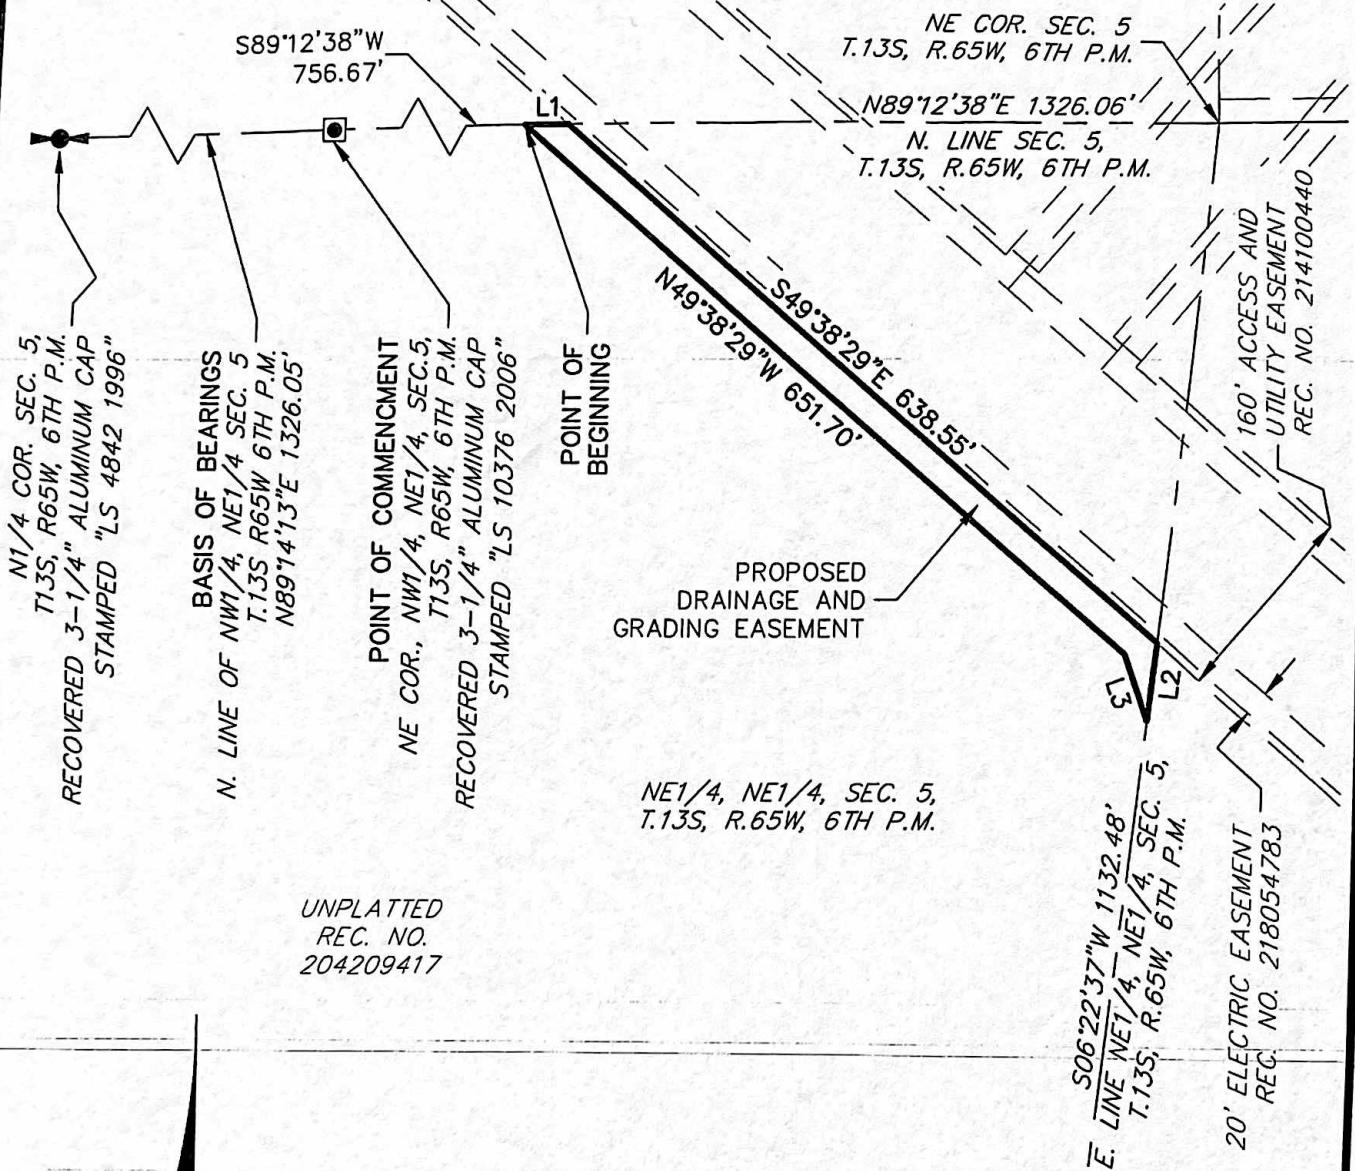 NE COR. SEC. 5
T.13S, R.65W, 6TH P.M.
S89°12'38"W
756.67'
L1
N89°12'38"E 1326.06'
N. LINE SEC. 5,
T.13S, R.65W, 6TH P.M.
N1/4 COR. SEC. 5,
T13S, R65W, 6TH P.M.
RECOVERED 3-1/4" ALUMINUM CAP
STAMPED "LS 4842 1996"
BASIS OF BEARINGS
N. LINE OF NW1/4, NE1/4 SEC. 5
T.13S R65W 6TH P.M.
N89°14'13"E 1326.05'
POINT OF COMMENCMENT
NE COR., NW1/4, NE1/4, SEC.5,
T13S, R65W, 6TH P.M.
RECOVERED 3-1/4" ALUMINUM CAP
STAMPED "LS 10376 2006"
POINT OF
BEGINNING
S49°38'29"E 638.55'
N49°38'29"W 651.70'
160' ACCESS AND
UTILITY EASEMENT
REC. NO. 214100440
PROPOSED
DRAINAGE AND
GRADING EASEMENT
L3
L2
NE1/4, NE1/4, SEC. 5,
T.13S, R.65W, 6TH P.M.
UNPLATTED
REC. NO.
204209417
S06°22'37"W 1132.48'
E. LINE NE1/4, NE1/4, SEC. 5,
T.13S, R.65W, 6TH P.M.
20' ELECTRIC EASEMENT
REC. NO. 218054783